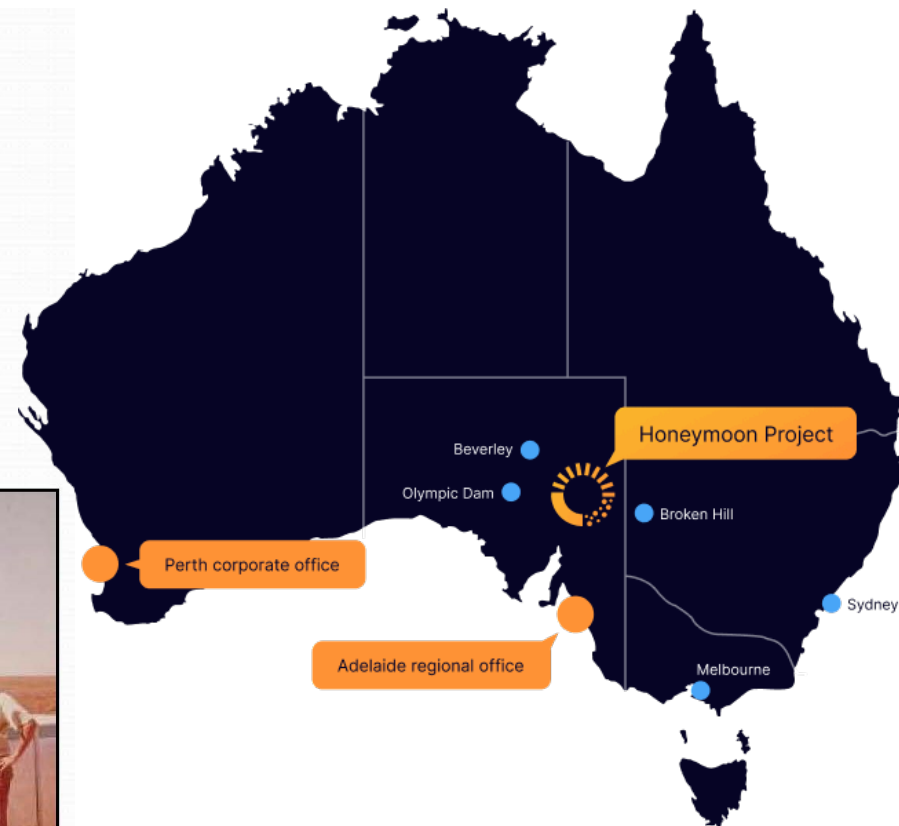 Honeymoon Project
Beverley
Olympic Dam
Broken Hill
Perth corporate office
Sydney
Adelaide regional office
Melbourne